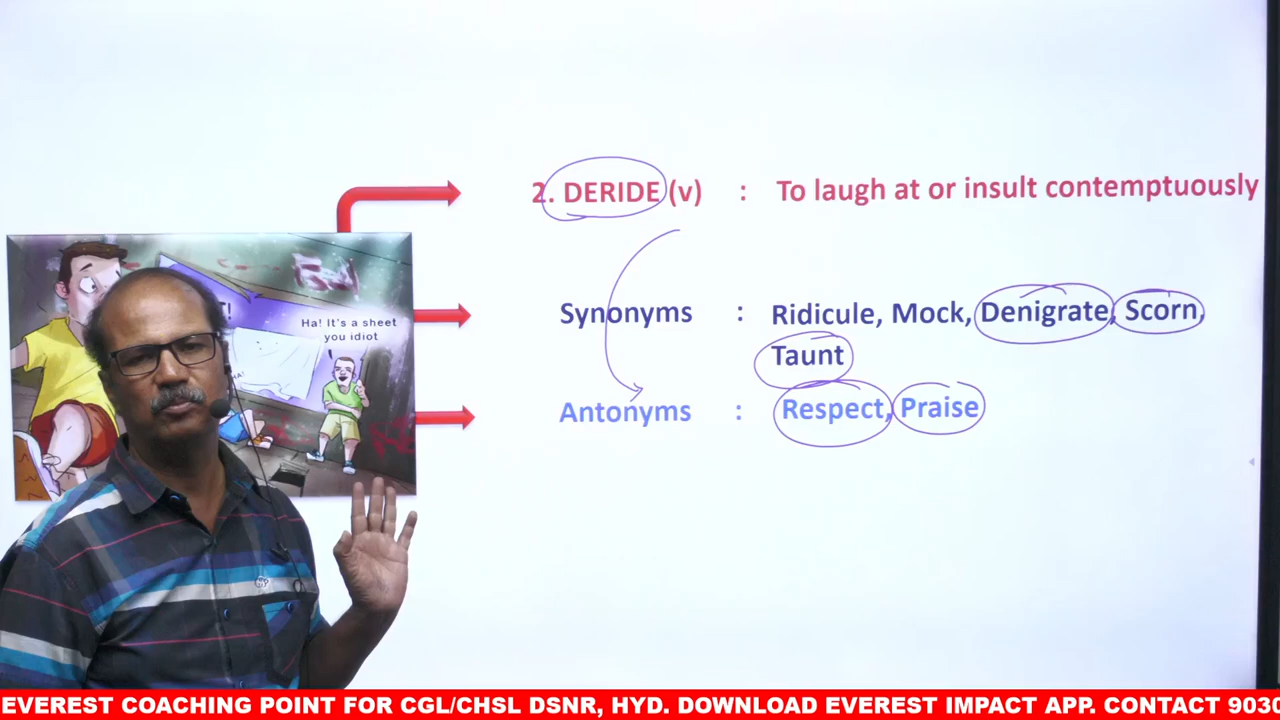 2. DERIDE (v) : To laugh at or insult contemptuously
Ha! It's a sheet
you idiot
Synonyms : Ridicule, Mock, Denigrate, Scorn,
Taunt
Antonyms : Respect, Praise
EVEREST COACHING POINT FOR CGL/CHSL DSNR, HYD. DOWNLOAD EVEREST IMPACT APP. CONTACT 9030